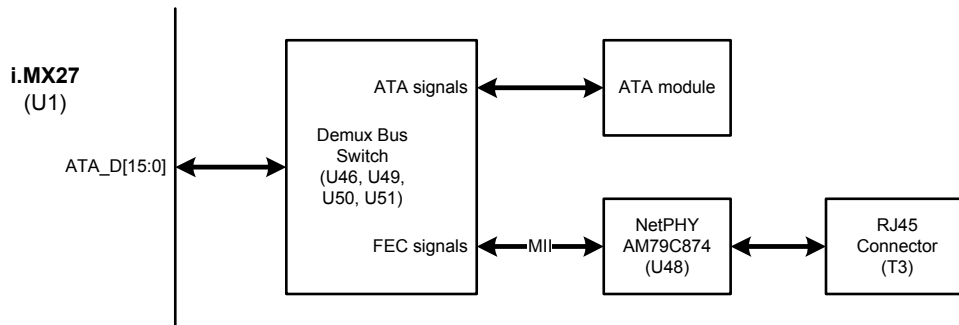 i.MX27
(U1)
ATA_D[15:0]
ATA signals
Demux Bus
Switch
(U46, U49,
U50, U51)
FEC signals
ATA module
MII
NetPHY
AM79C874
(U48)
RJ45
Connector
(T3)